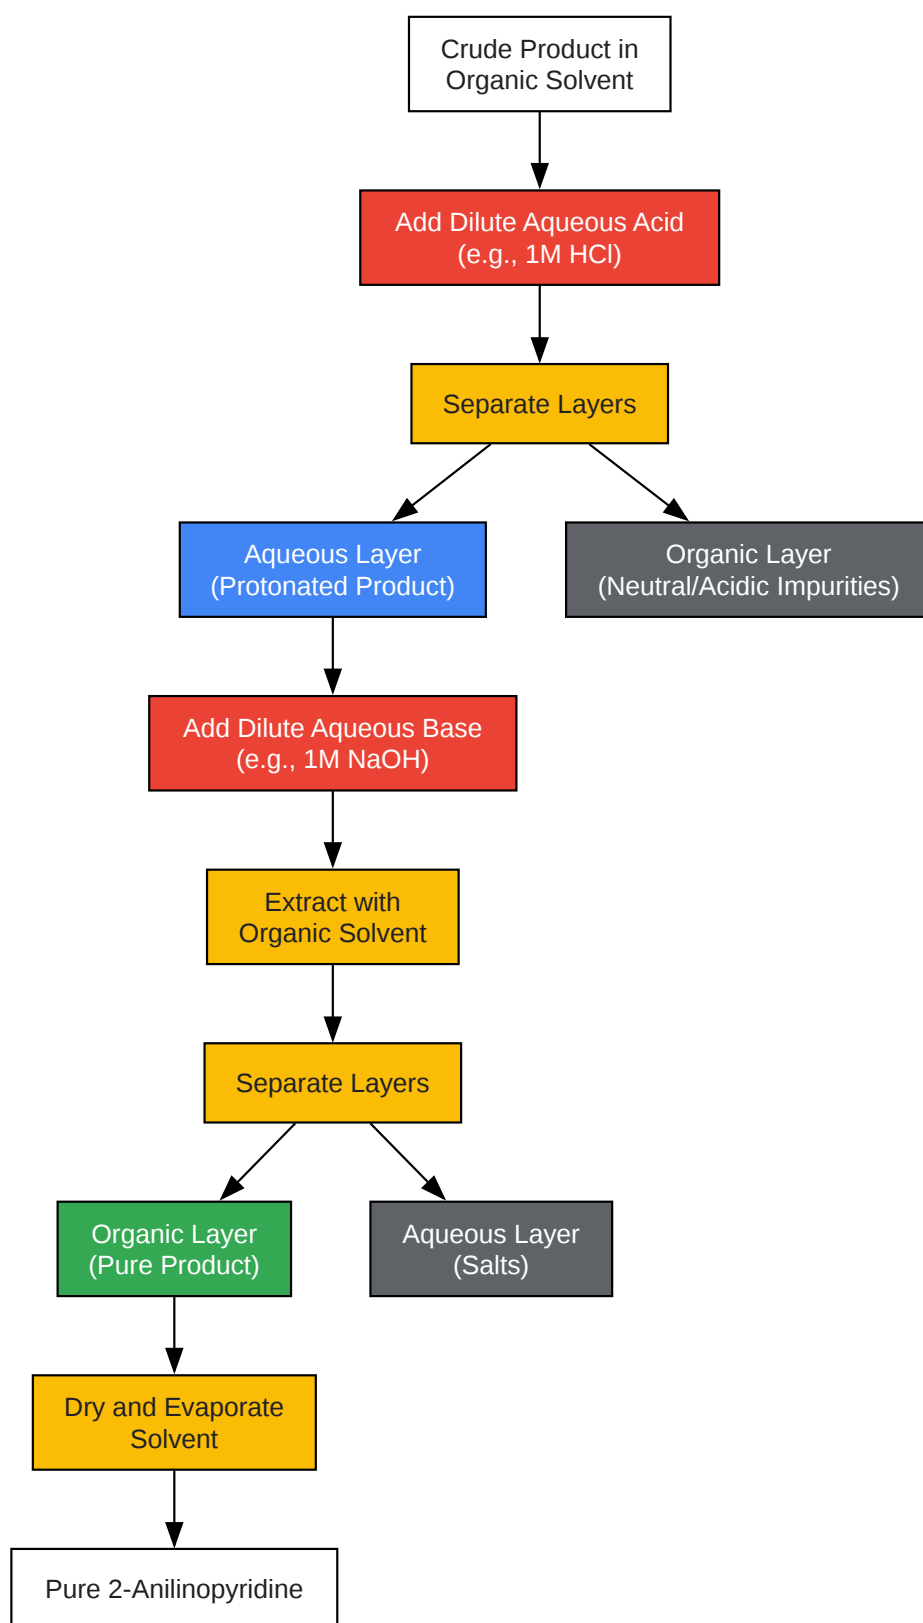 Crude Product in
Organic Solvent
Add Dilute Aqueous Acid
(e.g., 1M HCl)
Separate Layers
Aqueous Layer
(Protonated Product)
Organic Layer
(Neutral/Acidic Impurities)
Add Dilute Aqueous Base
(e.g., 1M NaOH)
Extract with
Organic Solvent
Separate Layers
Organic Layer
(Pure Product)
Aqueous Layer
(Salts)
Dry and Evaporate
Solvent
Pure 2-Anilinopyridine